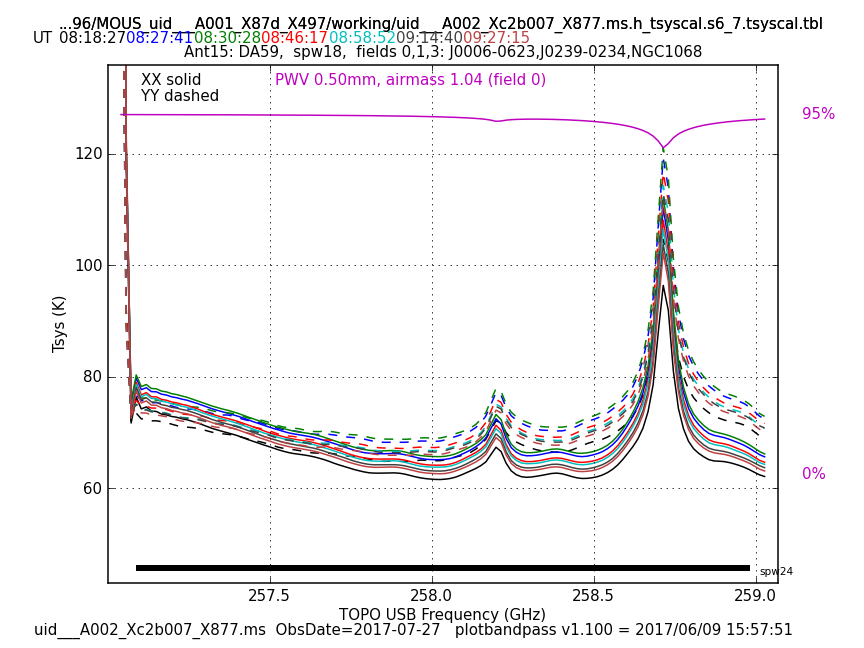 ...96/MOUS_uid___A001_X87d_X497/working/uid___A002_Xc2b007_X877.ms.h_tsyscal.s6_7.tsyscal.tbl
UT 08:18:27 08:27:41 08:30:28 08:46:17 08:58:52 09:14:40 09:27:15
Ant15: DA59, spw18, fields 0,1,3: J0006-0623,J0239-0234,NGC1068
XX solid
PWV 0.50mm, airmass 1.04 (field 0)
YY dashed
95%
120
100
80
60
0%
Tsys (K)
spw24
257.5 258.0 258.5 259.0
TOPO USB Frequency (GHz)
uid___A002_Xc2b007_X877.ms ObsDate=2017-07-27 plotbandpass v1.100 = 2017/06/09 15:57:51